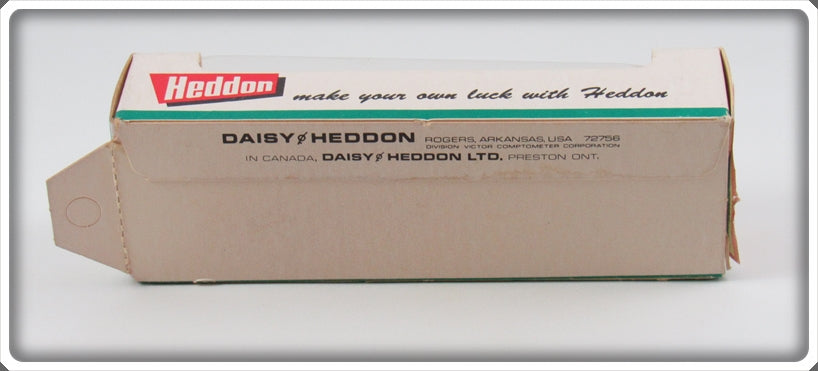 Heddon make your own luck with Heddon
DAISY HEDDON ROGERS, ARKANSAS, USA 72756
DIVISION VICTOR COMPTOMETER CORPORATION
IN CANADA, DAISY HEDDON LTD. PRESTON ONT.